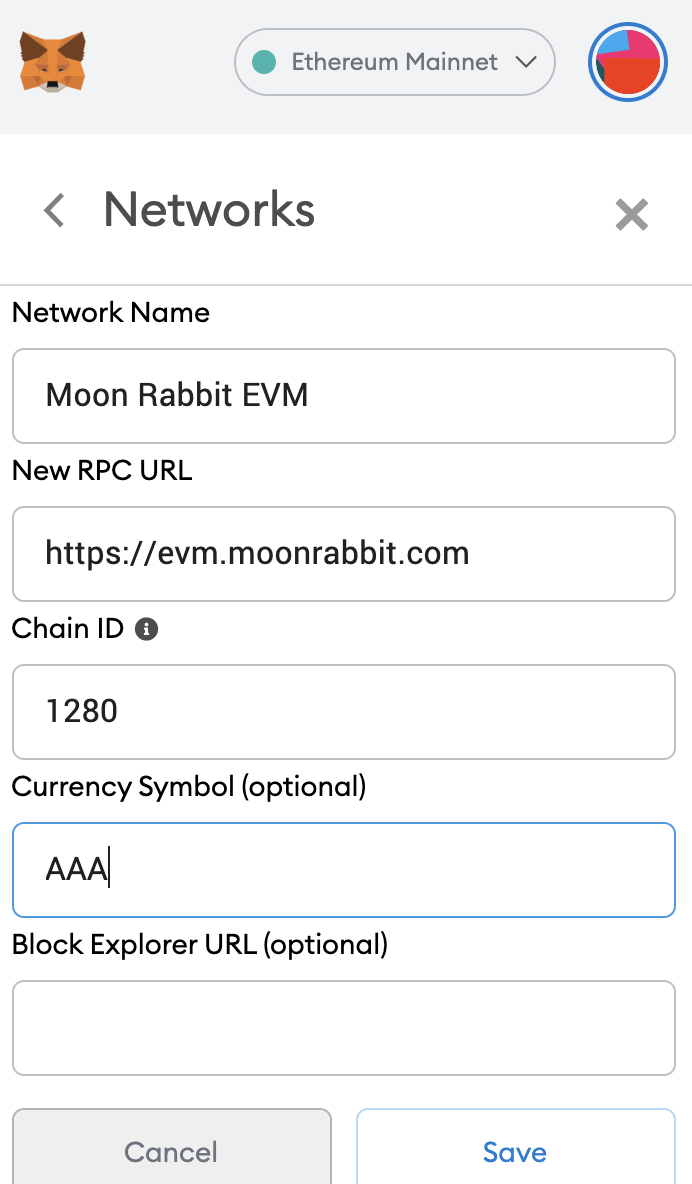 Ethereum Mainnet
Networks
Network Name
Moon Rabbit EVM
New RPC URL
https://evm.moonrabbit.com
Chain ID
1280
Currency Symbol (optional)
AAA
Block Explorer URL (optional)
Cancel
Save